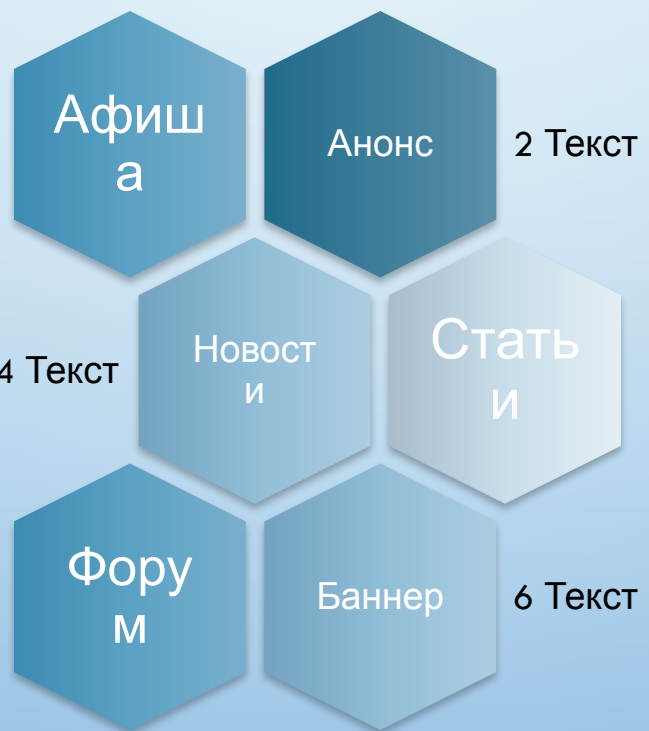 Афиш
а
Анонс
2 Текст
4 Текст
Новост
и
Стать
и
Фору
м
Баннер
6 Текст